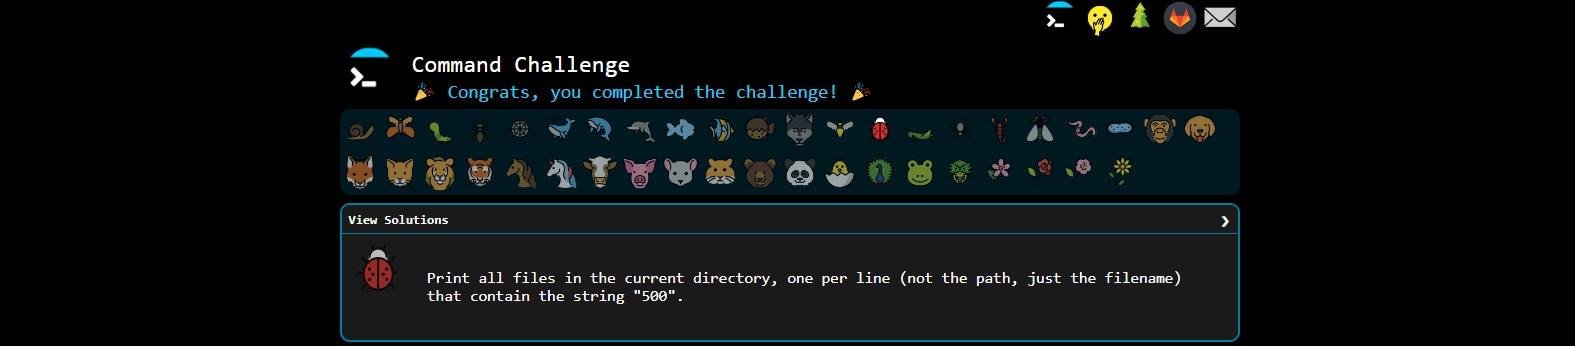 Command Challenge
Congrats, you completed the challenge!
View Solutions
Print all files in the current directory, one per line (not the path, just the filename)
that contain the string "500".